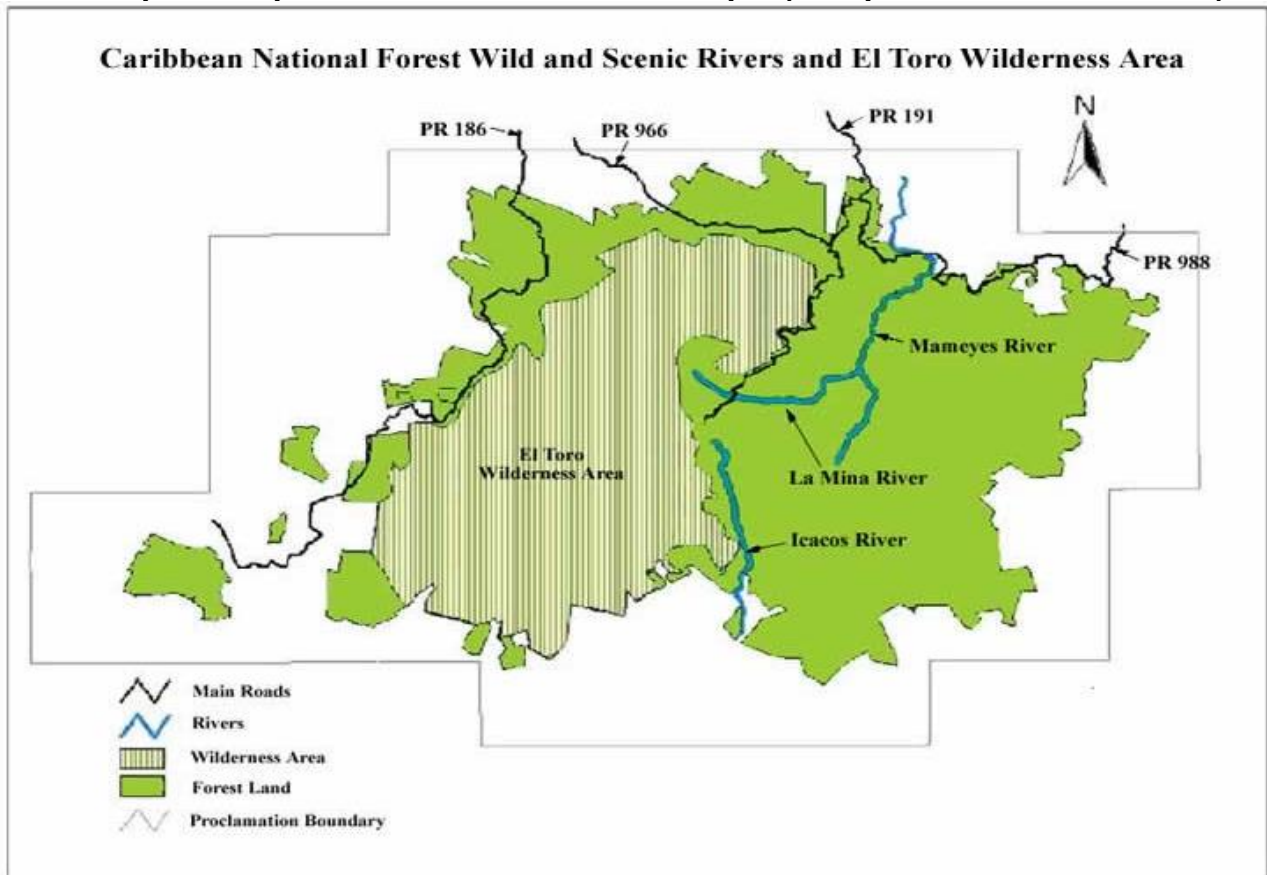 Caribbean National Forest Wild and Scenic Rivers and El Toro Wilderness Area
N
PR 186
PR 966
PR 191
PR 988
Mameyes River
El Toro
Wilderness Area
La Mina River
Icacos River
Main Roads
Rivers
Wilderness Area
Forest Land
Proclamation Boundary